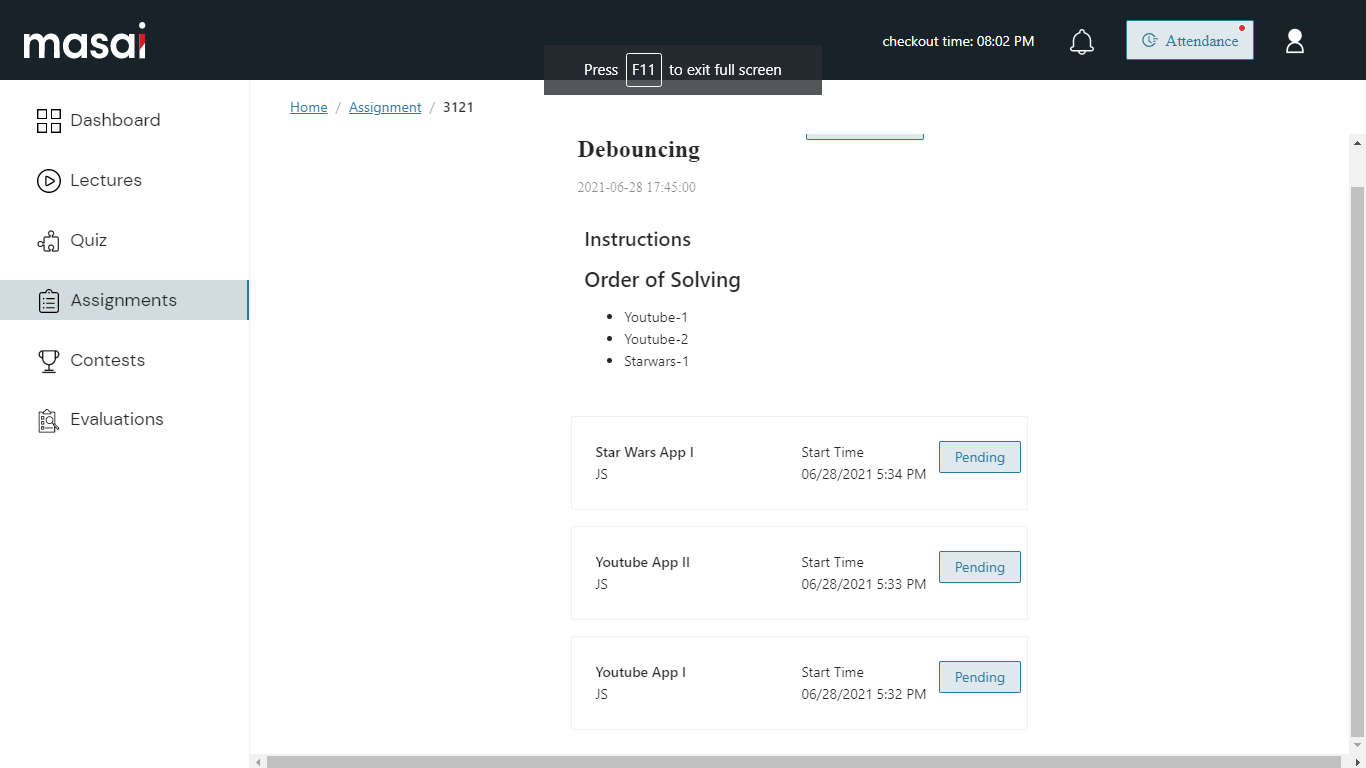 masai
checkout time: 08:02 PM
Attendance
Press F11 to exit full screen
Dashboard
Lectures
Quiz
Assignments
Contests
Evaluations
Home / Assignment / 3121
Debouncing
2021-06-28 17:45:00
Instructions
Order of Solving
Youtube-1
Youtube-2
Starwars-1
Star Wars App I
JS
Start Time
06/28/2021 5:34 PM
Pending
Youtube App II
JS
Start Time
06/28/2021 5:33 PM
Pending
Youtube App I
JS
Start Time
06/28/2021 5:32 PM
Pending